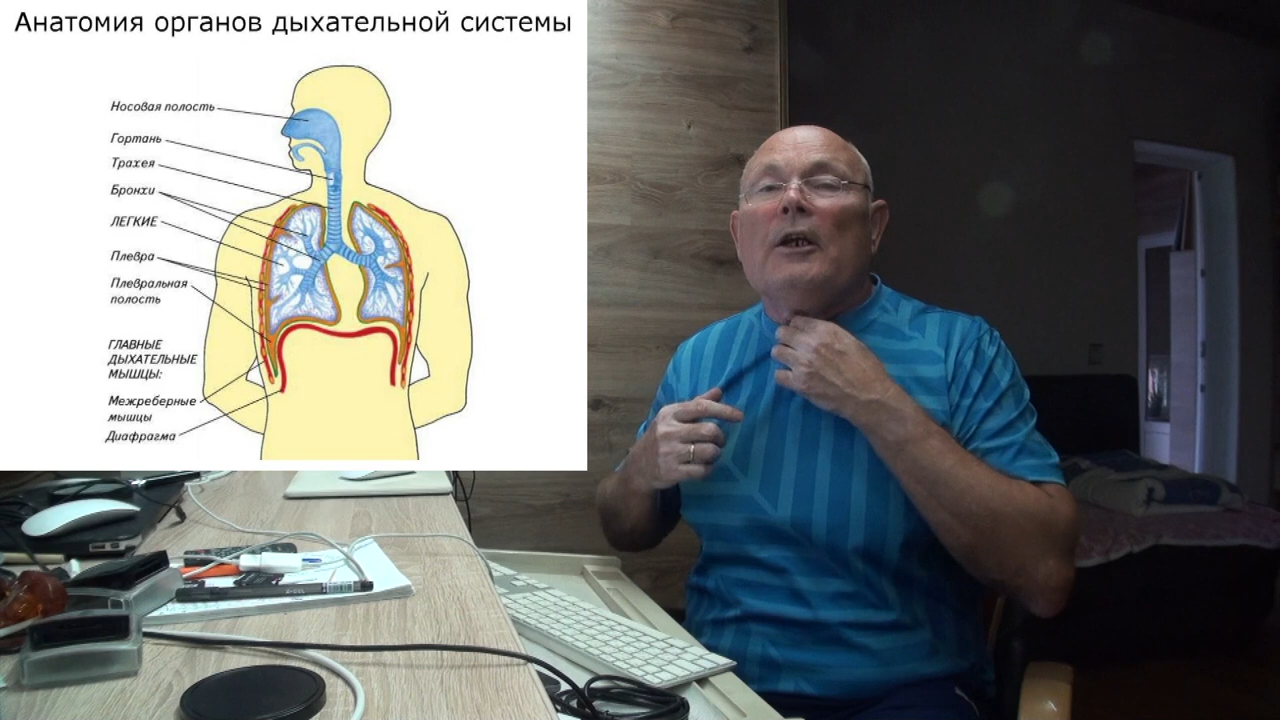 Анатомия органов дыхательной системы
Носовая полость
Гортань
Трахея
Бронхи
ЛЕГКИЕ
Плевра
Плевральная
полость
ГЛАВНЫЕ
ДЫХАТЕЛЬНЫЕ
МЫШЦЫ:
Межреберные
мышцы
Диафрагма